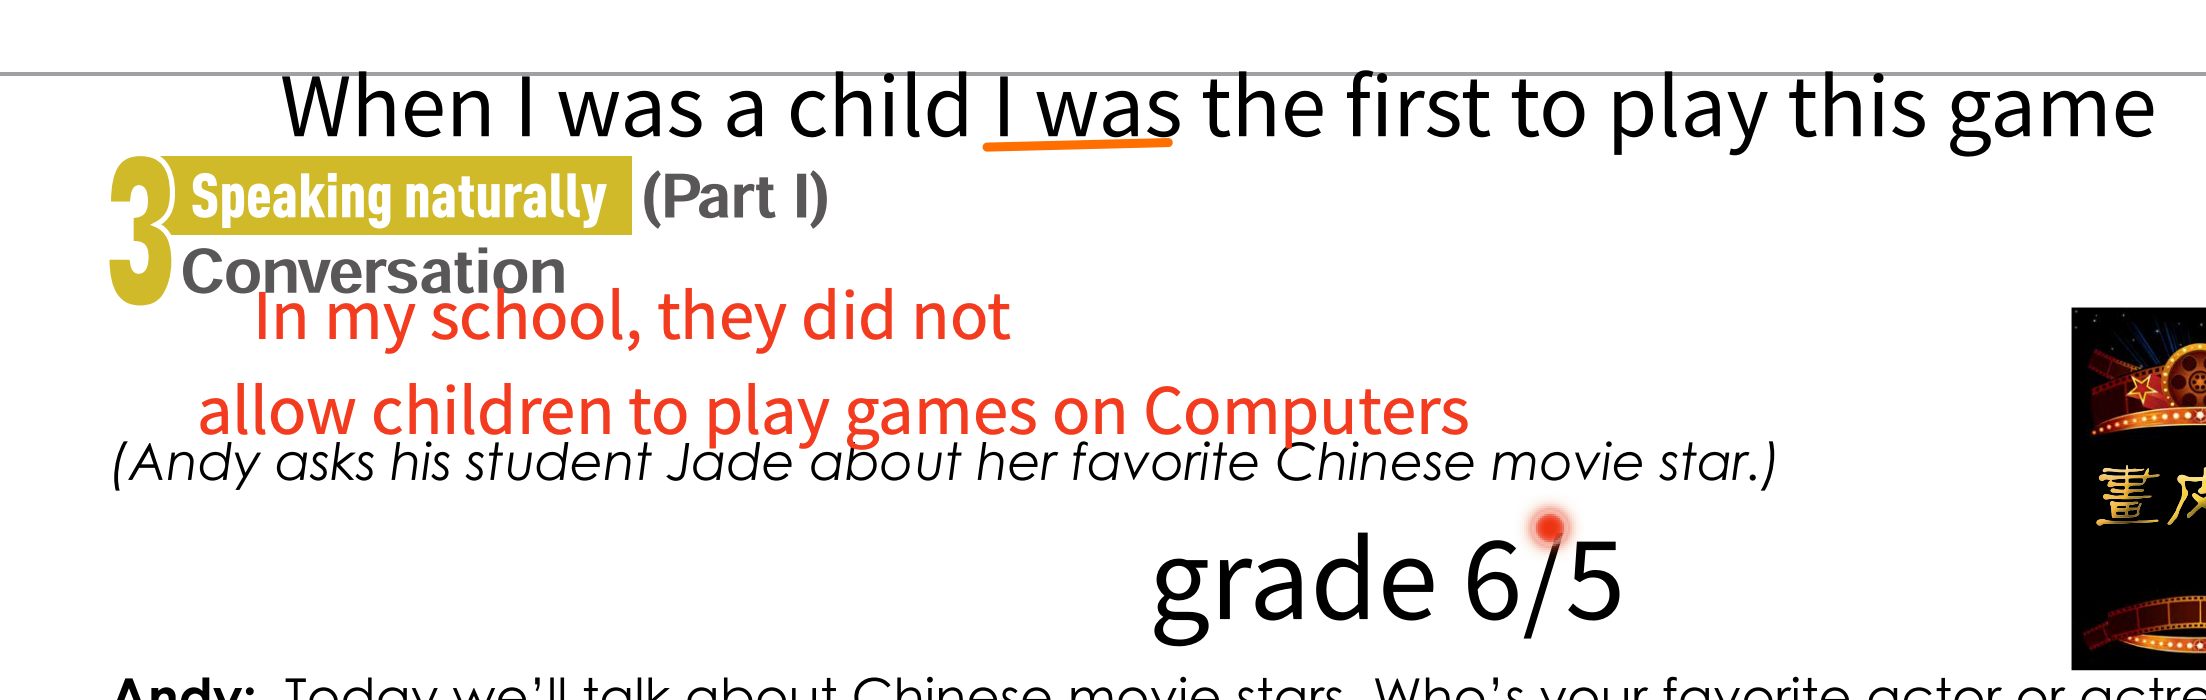 When I was a child I was the first to play this game
3 Speaking naturally (Part I)
Conversation
In my school, they did not
allow children to play games on Computers
(Andy asks his student Jade about her favorite Chinese movie star.)
畫皮
grade 6/5
Andy: Today we'll talk about Chinese movie stars. Who's your favorite actor or